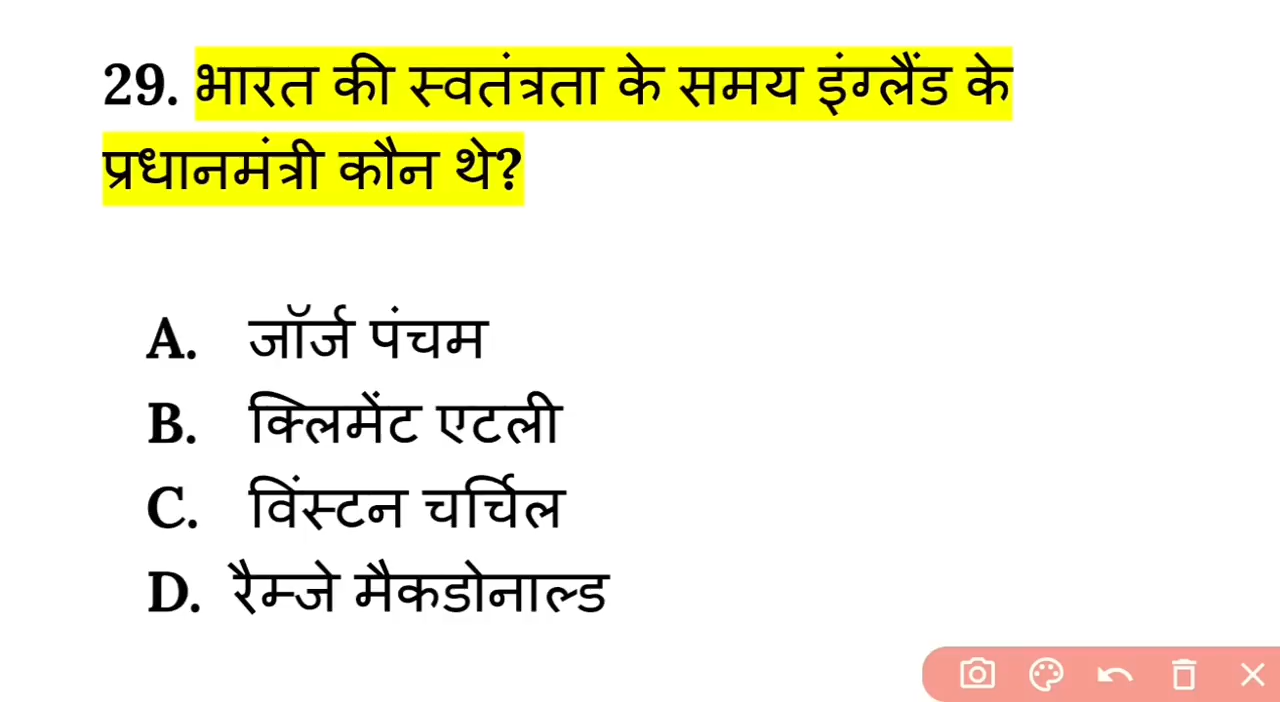 29. भारत की स्वतंत्रता के समय इंग्लैंड के
प्रधानमंत्री कौन थे?
A. जॉर्ज पंचम
B. क्लिमेंट एटली
C. विंस्टन चर्चिल
D. रैम्जे मैकडोनाल्ड